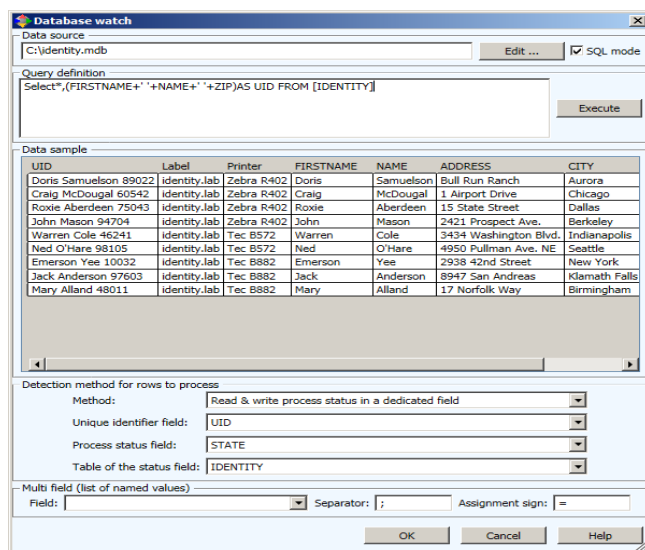 Database watch
Data source
C:\identity.mdb Edit ... SQL mode
Query definition
Select*,(FIRSTNAME+' '+NAME+' '+ZIP)AS UID FROM [IDENTITY]
Execute
Data sample
UID Label Printer FIRSTNAME NAME ADDRESS CITY
Doris Samuelson 89022 identity.lab Zebra R402 Doris Samuelson Bull Run Ranch Aurora
Craig McDougal 60542 identity.lab Zebra R402 Craig McDougal 1 Airport Drive Chicago
Roxie Aberdeen 75043 identity.lab Zebra R402 Roxie Aberdeen 15 State Street Dallas
John Mason 94704 identity.lab Zebra R402 John Mason 2421 Prospect Ave. Berkeley
Warren Cole 46241 identity.lab Tec B572 Warren Cole 3434 Washington Blvd. Indianapolis
Ned O'Hare 98105 identity.lab Tec B572 Ned O'Hare 4950 Pullman Ave. NE Seattle
Emerson Yee 10032 identity.lab Tec B882 Emerson Yee 2938 42nd Street New York
Jack Anderson 97603 identity.lab Tec B882 Jack Anderson 8947 San Andreas Klamath Falls
Mary Alland 48011 identity.lab Tec B882 Mary Alland 17 Norfolk Way Birmingham
Detection method for rows to process
Method: Read & write process status in a dedicated field
Unique identifier field: UID
Process status field: STATE
Table of the status field: IDENTITY
Multi field (list of named values)
Field: Separator: ; Assignment sign: =
OK Cancel Help